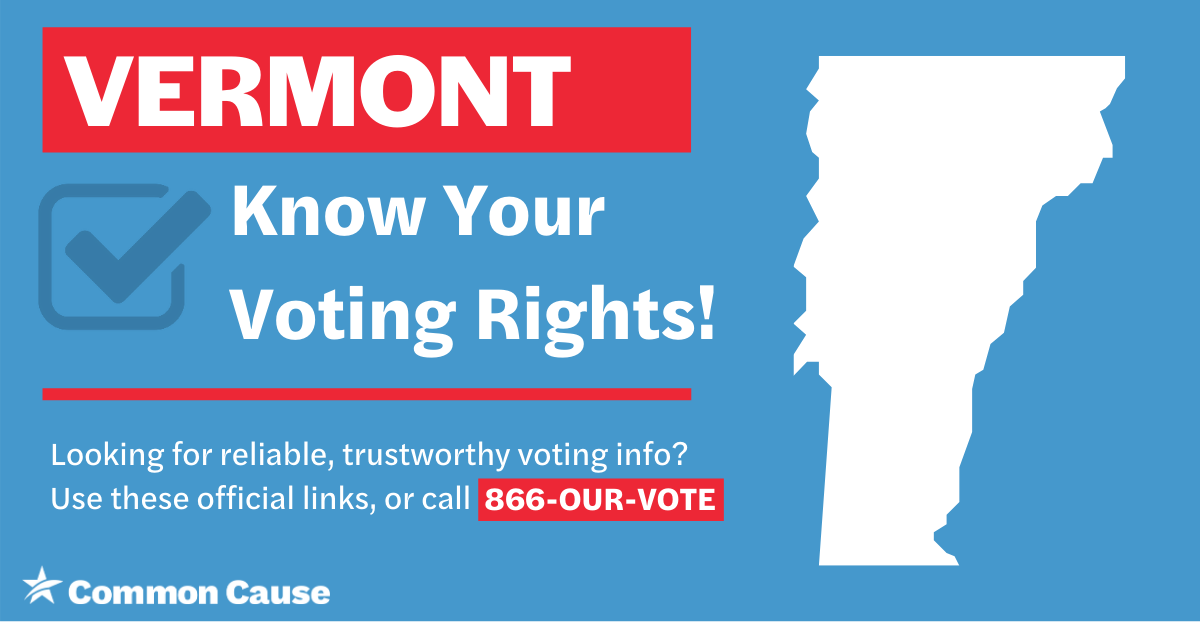 VERMONT
Know Your
Voting Rights!
Looking for reliable, trustworthy voting info?
Use these official links, or call 866-OUR-VOTE
Common Cause